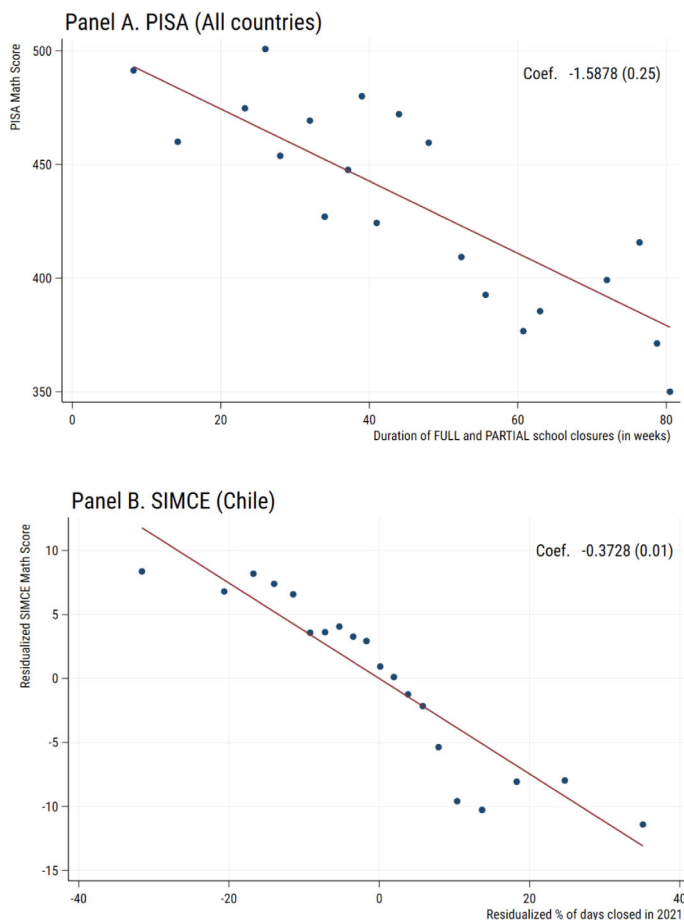 Panel A. PISA (All countries)
500
Coef. -1.5878 (0.25)
PISA Math Score
450
400
350
0 20 40 60 80
Duration of FULL and PARTIAL school closures (in weeks)
Panel B. SIMCE (Chile)
10
Coef. -0.3728 (0.01)
Residualized SIMCE Math Score
5
0
-5
-10
-15
-40 -20 0 20 40
Residualized % of days closed in 2021